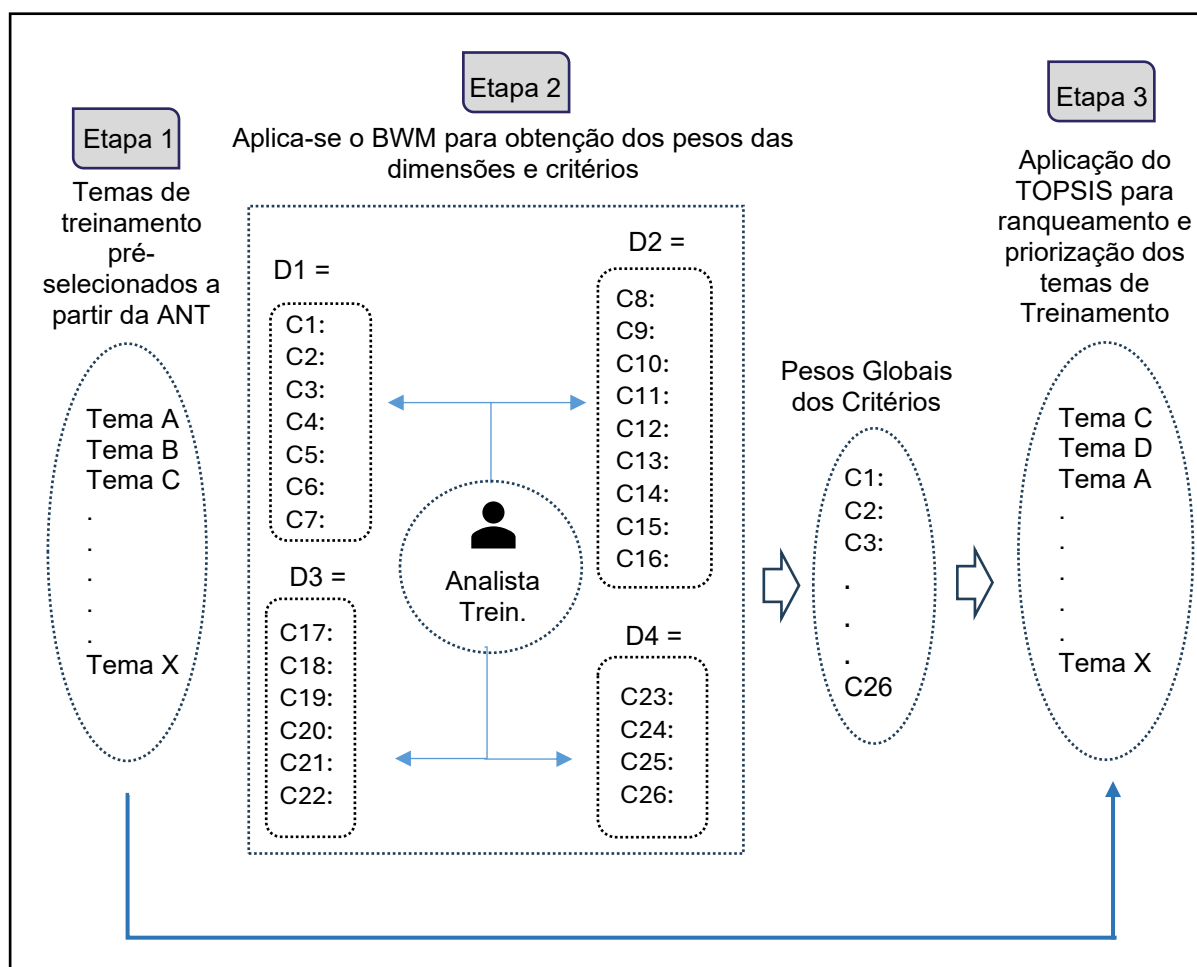 Etapa 1
Temas de
treinamento
pré-
selecionados a
partir da ANT
Tema A
Tema B
Tema C
.
.
.
.
.
Tema X
Etapa 2
Aplica-se o BWM para obtenção dos pesos das
dimensões e critérios
D1 =
C1:
C2:
C3:
C4:
C5:
C6:
C7:
D2 =
C8:
C9:
C10:
C11:
C12:
C13:
C14:
C15:
C16:
Analista
Trein.
D3 =
C17:
C18:
C19:
C20:
C21:
C22:
D4 =
C23:
C24:
C25:
C26:
Pesos Globais
dos Critérios
C1:
C2:
C3:
.
.
.
C26
Etapa 3
Aplicação do
TOPSIS para
ranqueamento e
priorização dos
temas de
Treinamento
Tema C
Tema D
Tema A
.
.
.
.
.
Tema X